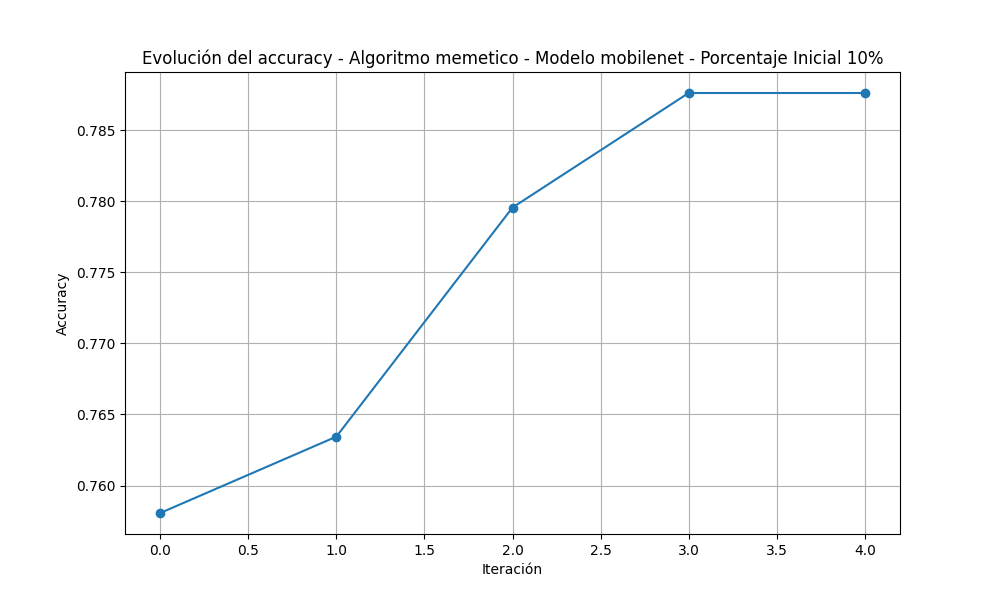 Evolución del accuracy - Algoritmo memetico - Modelo mobilenet - Porcentaje Inicial 10%
Accuracy
0.785
0.780
0.775
0.770
0.765
0.760
0.0 0.5 1.0 1.5 2.0 2.5 3.0 3.5 4.0
Iteración